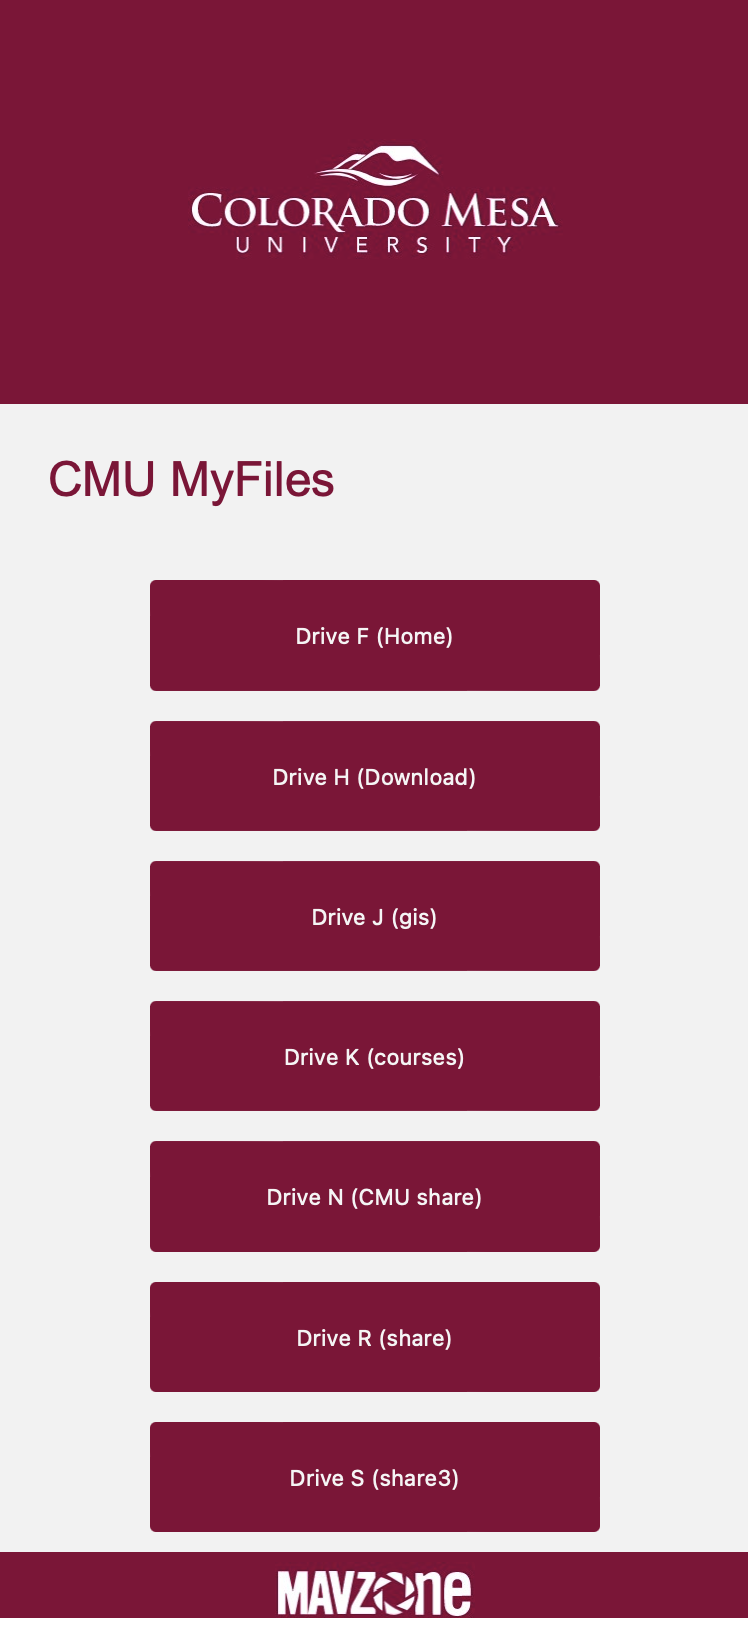 COLORADO MESA
UNIVERSITY
CMU MyFiles
Drive F (Home)
Drive H (Download)
Drive J (gis)
Drive K (courses)
Drive N (CMU share)
Drive R (share)
Drive S (share3)
MAVZOne